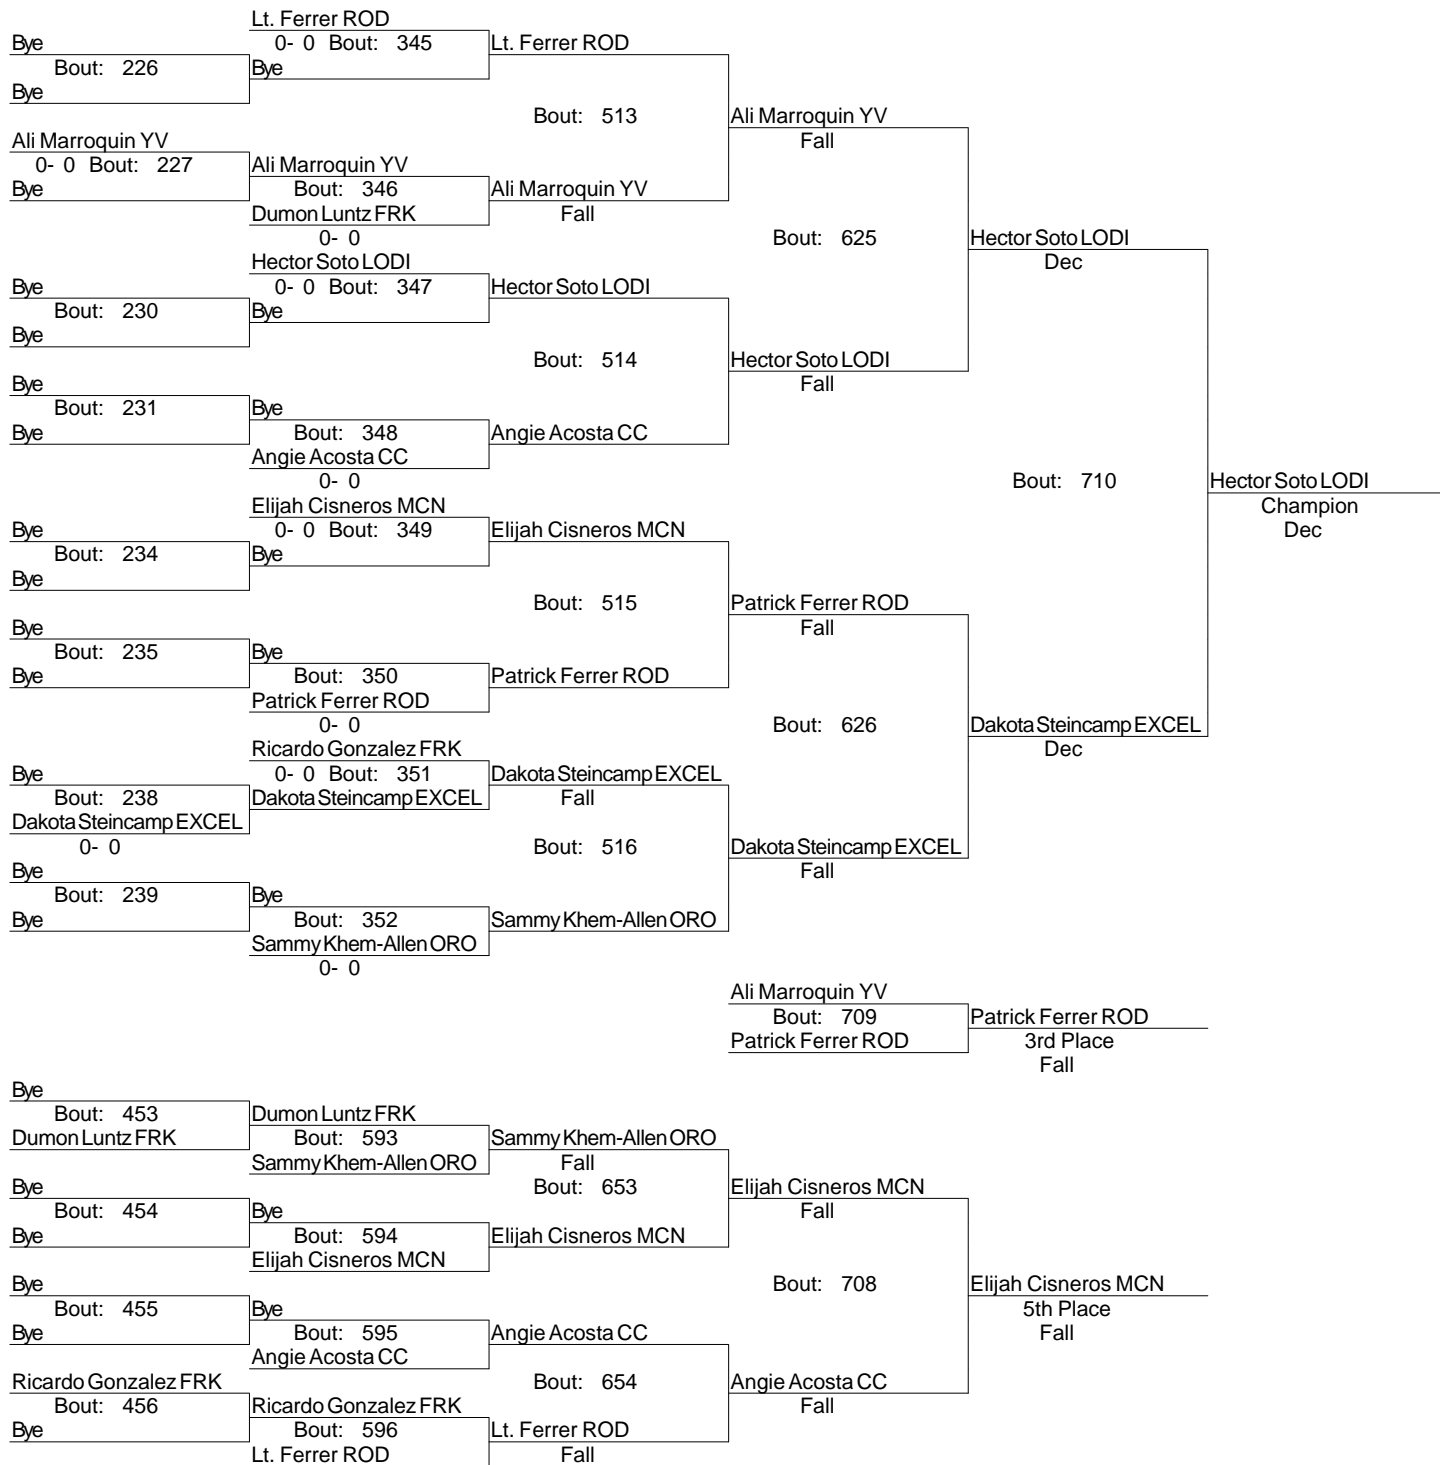 Lt. Ferrer ROD
Bye 0- 0 Bout: 345 Lt. Ferrer ROD
Bout: 226 Bye
Bye
Bout: 513 Ali Marroquin YV
Ali Marroquin YV Fall
0- 0 Bout: 227 Ali Marroquin YV
Bye Bout: 346 Ali Marroquin YV
Dumon Luntz FRK Fall
0- 0 Bout: 625 Hector Soto LODI
Hector Soto LODI Dec
Bye 0- 0 Bout: 347 Hector Soto LODI
Bout: 230 Bye
Bye
Bout: 514 Hector Soto LODI
Bye Fall
Bout: 231 Bye
Bye Bout: 348 Angie Acosta CC
Angie Acosta CC
0- 0 Bout: 710 Hector Soto LODI
Elijah Cisneros MCN Champion
Bye 0- 0 Bout: 349 Elijah Cisneros MCN Dec
Bout: 234 Bye
Bye
Bout: 515 Patrick Ferrer ROD
Bye Fall
Bout: 235 Bye
Bye Bout: 350 Patrick Ferrer ROD
Patrick Ferrer ROD
0- 0 Bout: 626 Dakota Steincamp EXCEL
Ricardo Gonzalez FRK Dec
Bye 0- 0 Bout: 351 Dakota Steincamp EXCEL
Bout: 238 Dakota Steincamp EXCEL Fall
Dakota Steincamp EXCEL
0- 0 Bout: 516 Dakota Steincamp EXCEL
Bye Fall
Bout: 239 Bye
Bye Bout: 352 Sammy Khem-Allen ORO
Sammy Khem-Allen ORO
0- 0
Ali Marroquin YV
Bout: 709 Patrick Ferrer ROD
Patrick Ferrer ROD 3rd Place
Fall
Bye
Bout: 453 Dumon Luntz FRK
Dumon Luntz FRK Bout: 593 Sammy Khem-Allen ORO
Sammy Khem-Allen ORO Fall
Bye Bout: 653 Elijah Cisneros MCN
Bout: 454 Bye Fall
Bye Bout: 594 Elijah Cisneros MCN
Elijah Cisneros MCN
Bye Bout: 708 Elijah Cisneros MCN
Bout: 455 Bye 5th Place
Bye Bout: 595 Angie Acosta CC Fall
Angie Acosta CC
Ricardo Gonzalez FRK Bout: 654 Angie Acosta CC
Bout: 456 Ricardo Gonzalez FRK Fall
Bye Bout: 596 Lt. Ferrer ROD
Lt. Ferrer ROD Fall